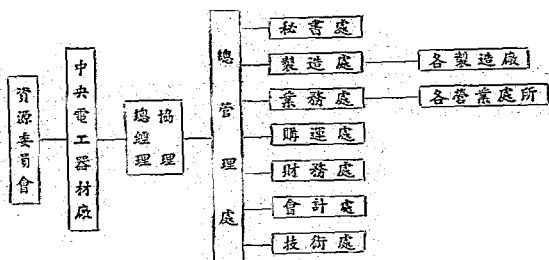 資源委員會
中央電工器材廠
總經理
協理
總管理處
秘書處
製造處
各製造廠
業務處
各營業處所
購運處
財務處
會計處
技術處